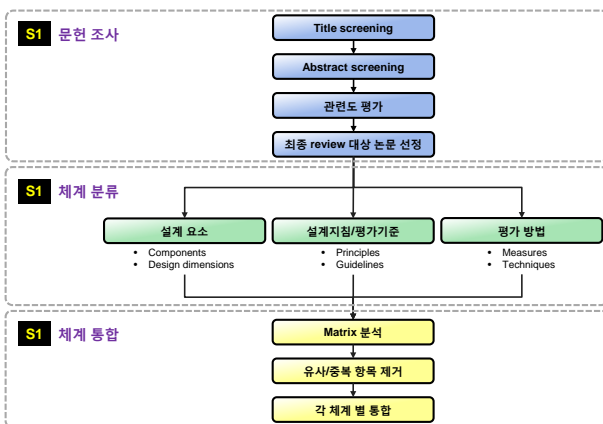 S1 문헌 조사
Title screening
Abstract screening
관련도 평가
최종 review 대상 논문 선정
S1 체계 분류
설계 요소
• Components
• Design dimensions
설계지침/평가기준
• Principles
• Guidelines
평가 방법
• Measures
• Techniques
S1 체계 통합
Matrix 분석
유사/중복 항목 제거
각 체계 별 통합